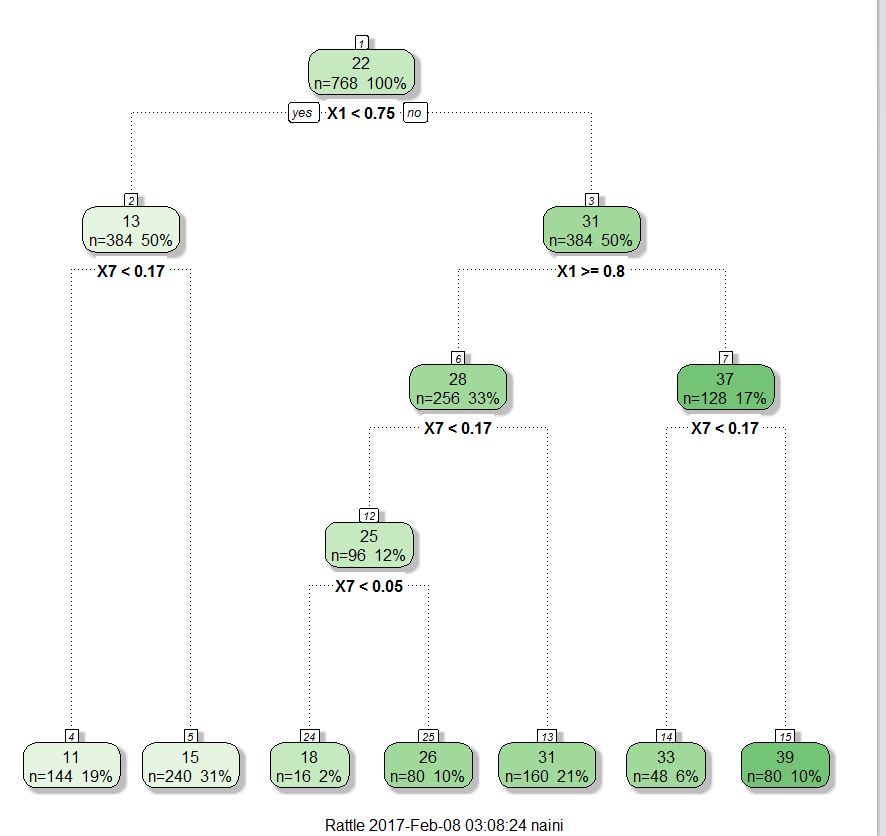 1
22
n=768 100%
yes X1 < 0.75 no
2
13
n=384 50%
3
31
n=384 50%
X7 < 0.17
X1 >= 0.8
6
28
n=256 33%
7
37
n=128 17%
X7 < 0.17
X7 < 0.17
12
25
n=96 12%
X7 < 0.05
4
11
n=144 19%
5
15
n=240 31%
24
18
n=16 2%
25
26
n=80 10%
13
31
n=160 21%
14
33
n=48 6%
15
39
n=80 10%
Rattle 2017-Feb-08 03:08:24 naini